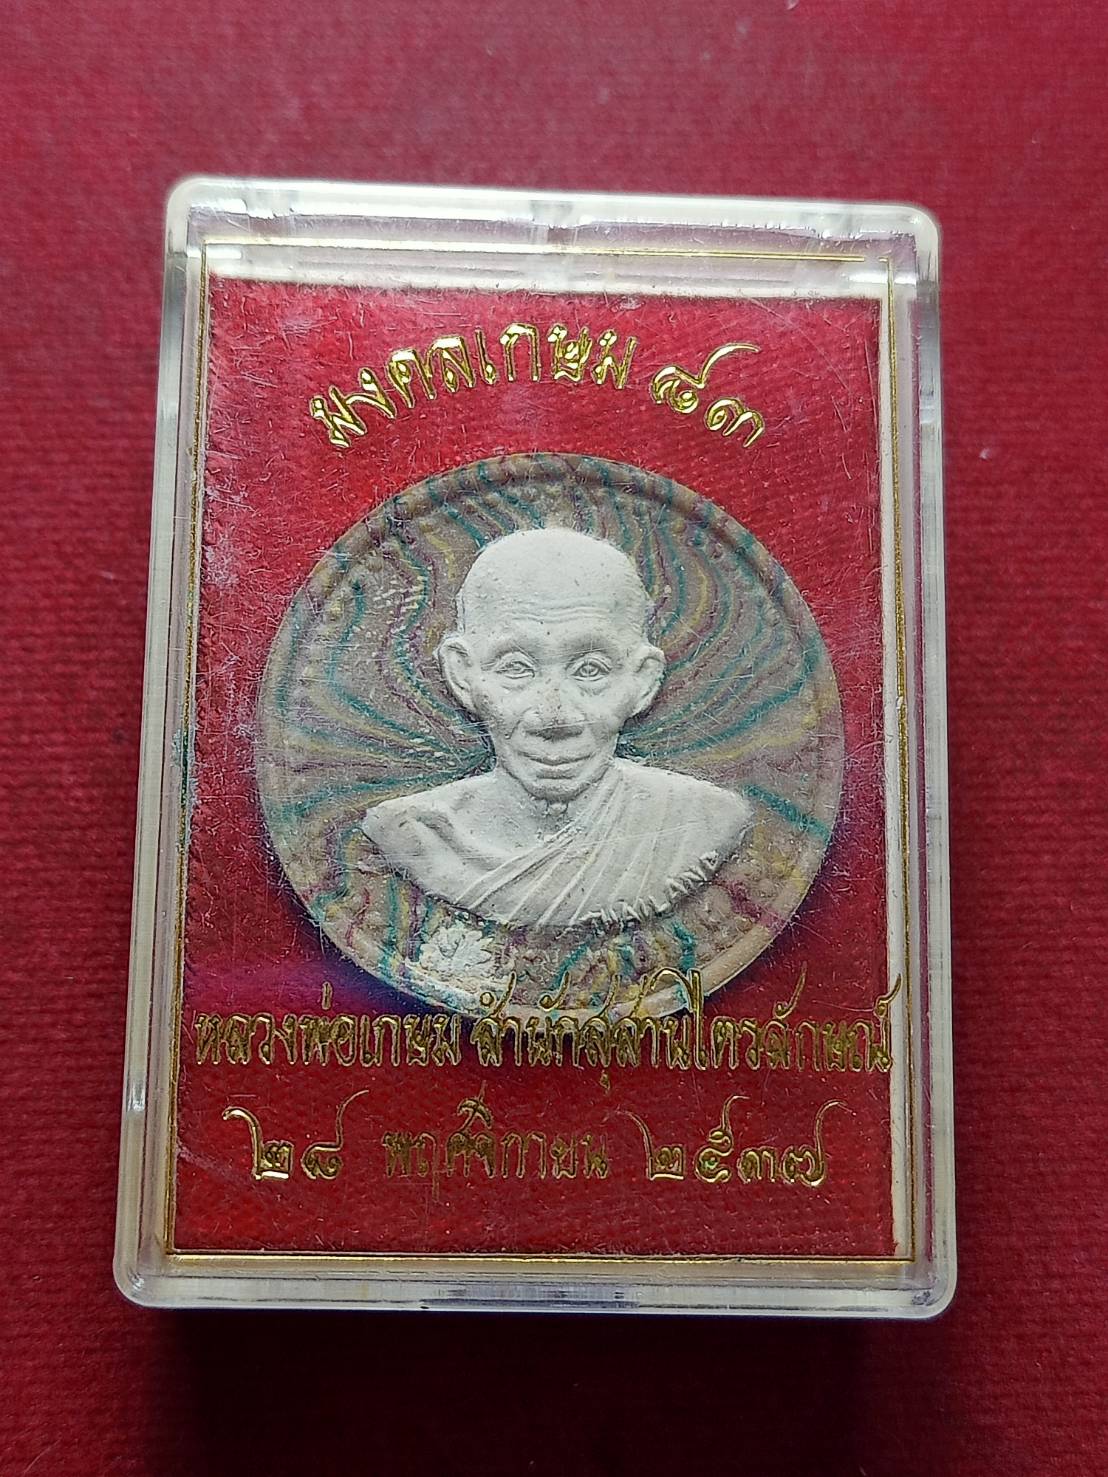 มงคลเกษม ๘๓
THAILAND
หลวงพ่อเกษม สำนักสุสานไตรลักษณ์
๒๘ พฤศจิกายน ๒๕๓๗